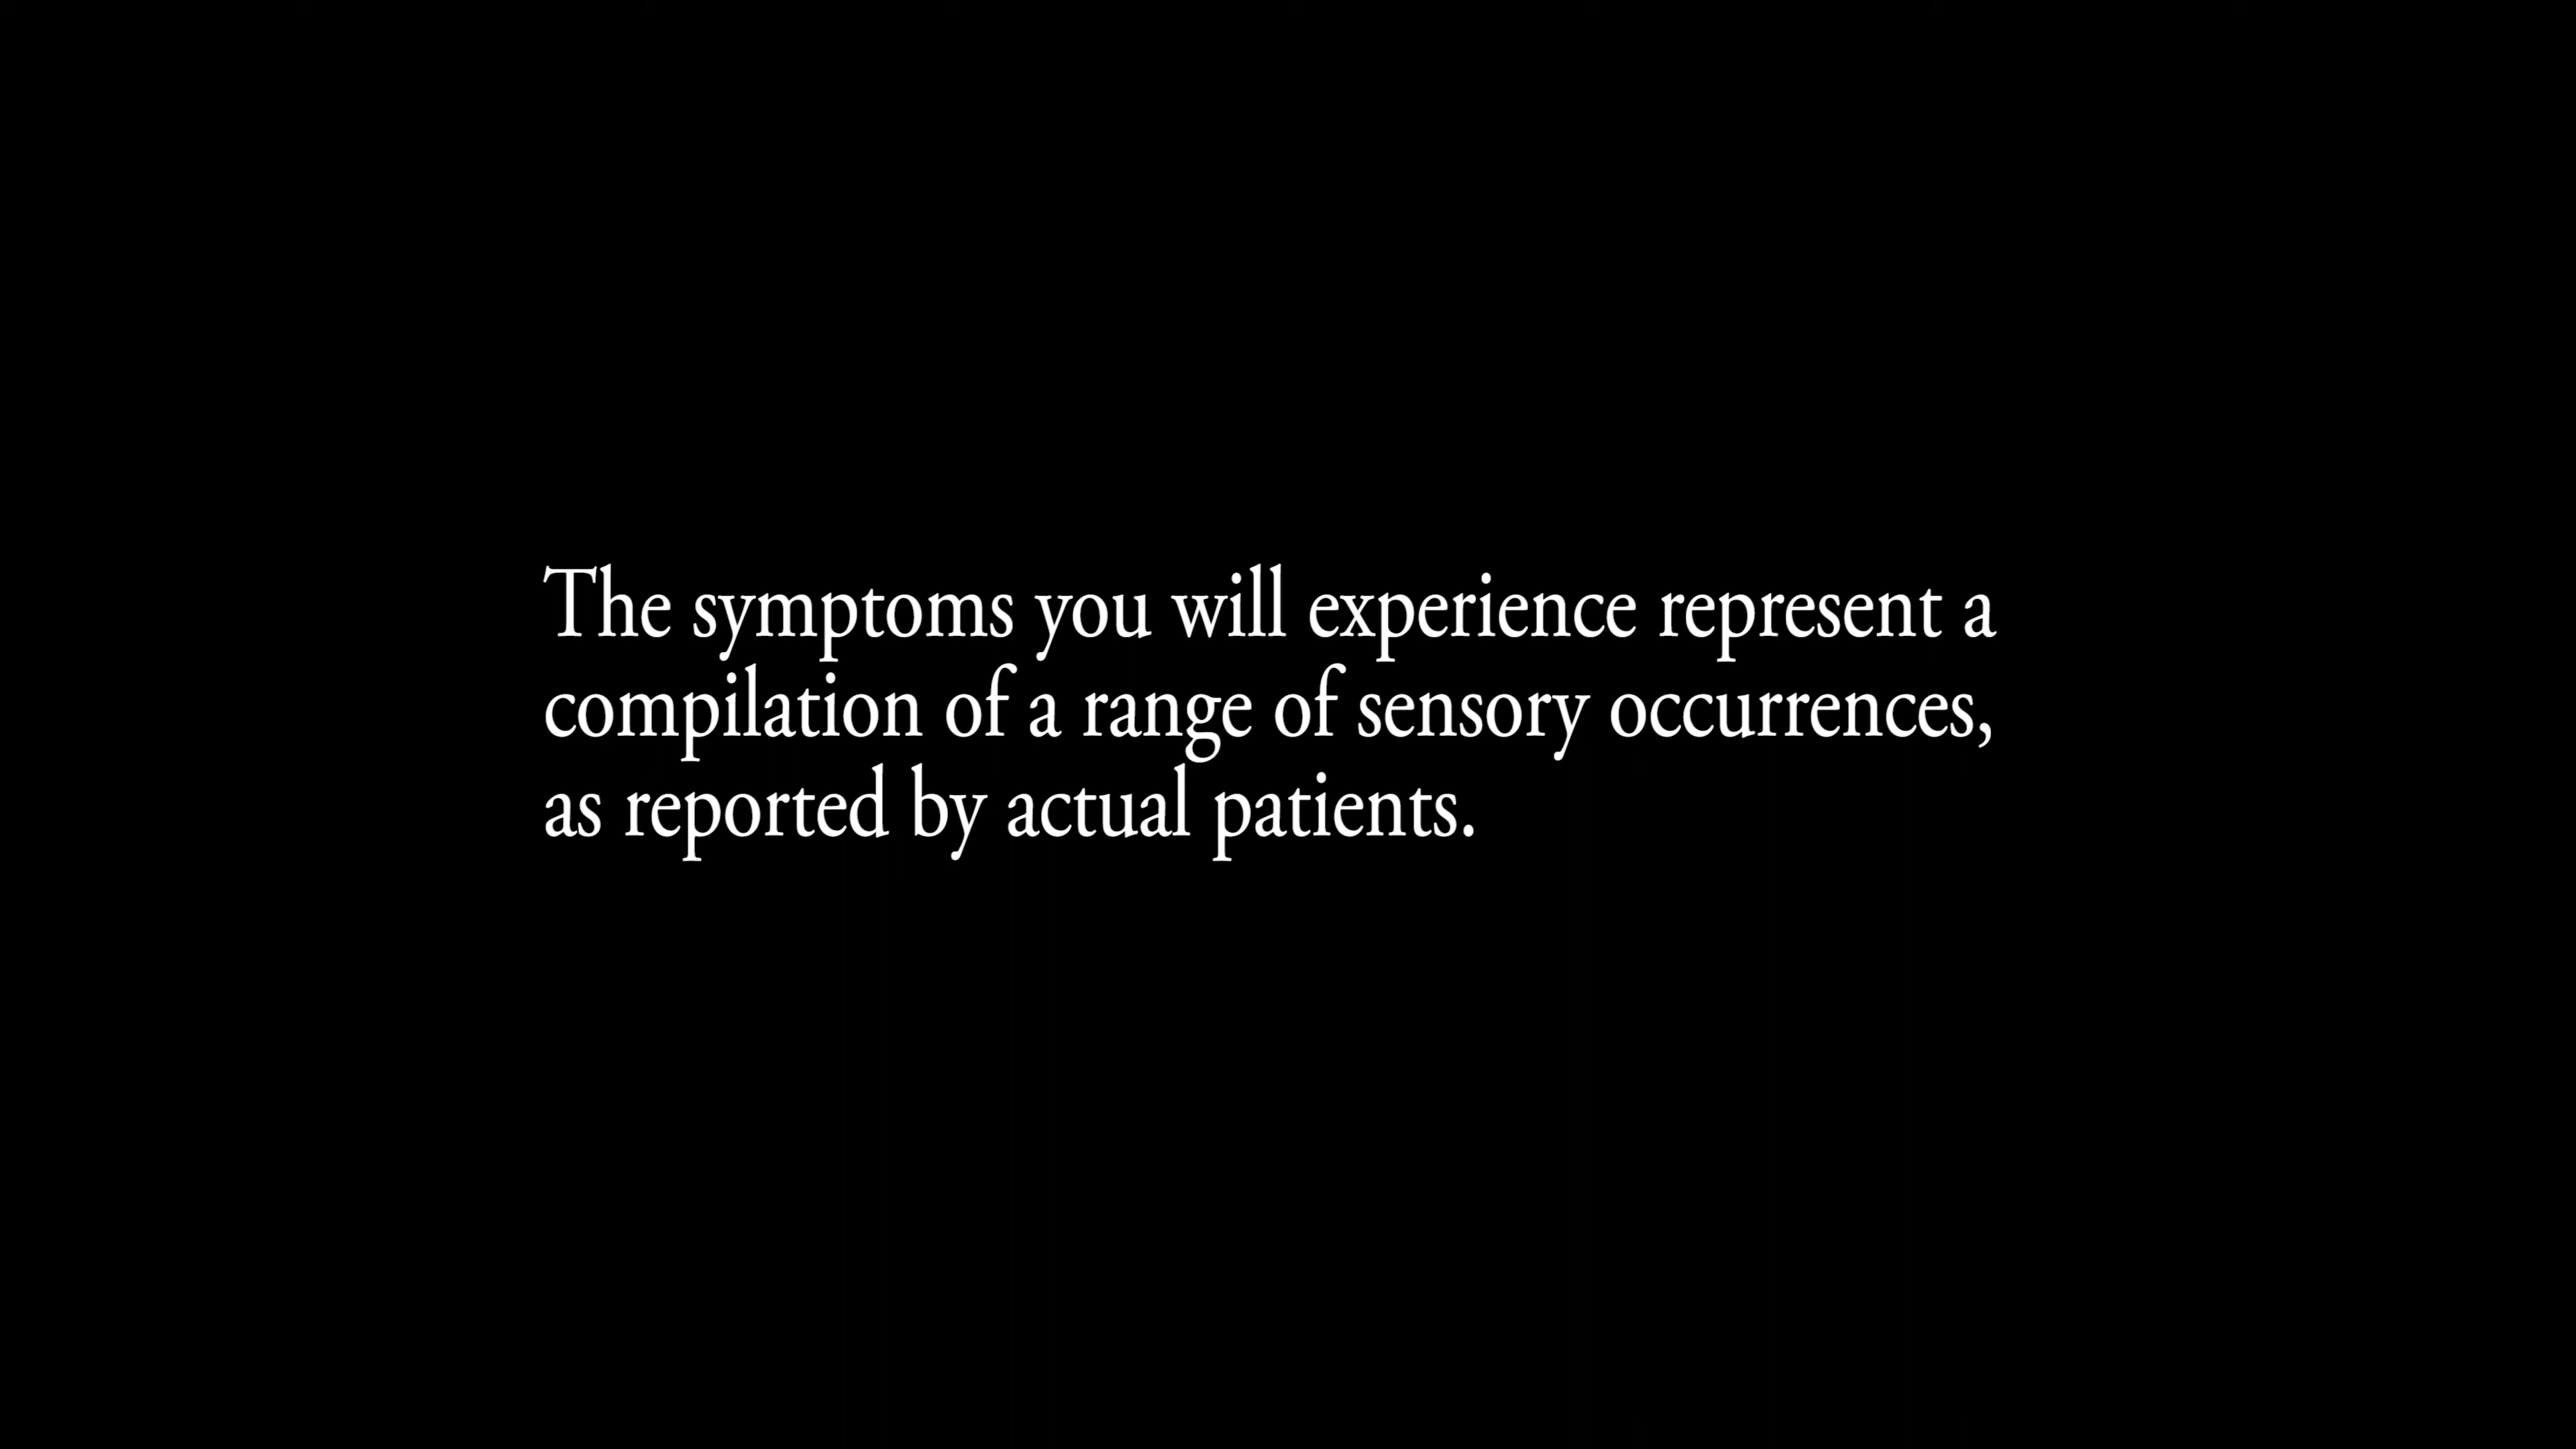 The symptoms you will experience represent a
compilation of a range of sensory occurrences,
as reported by actual patients.